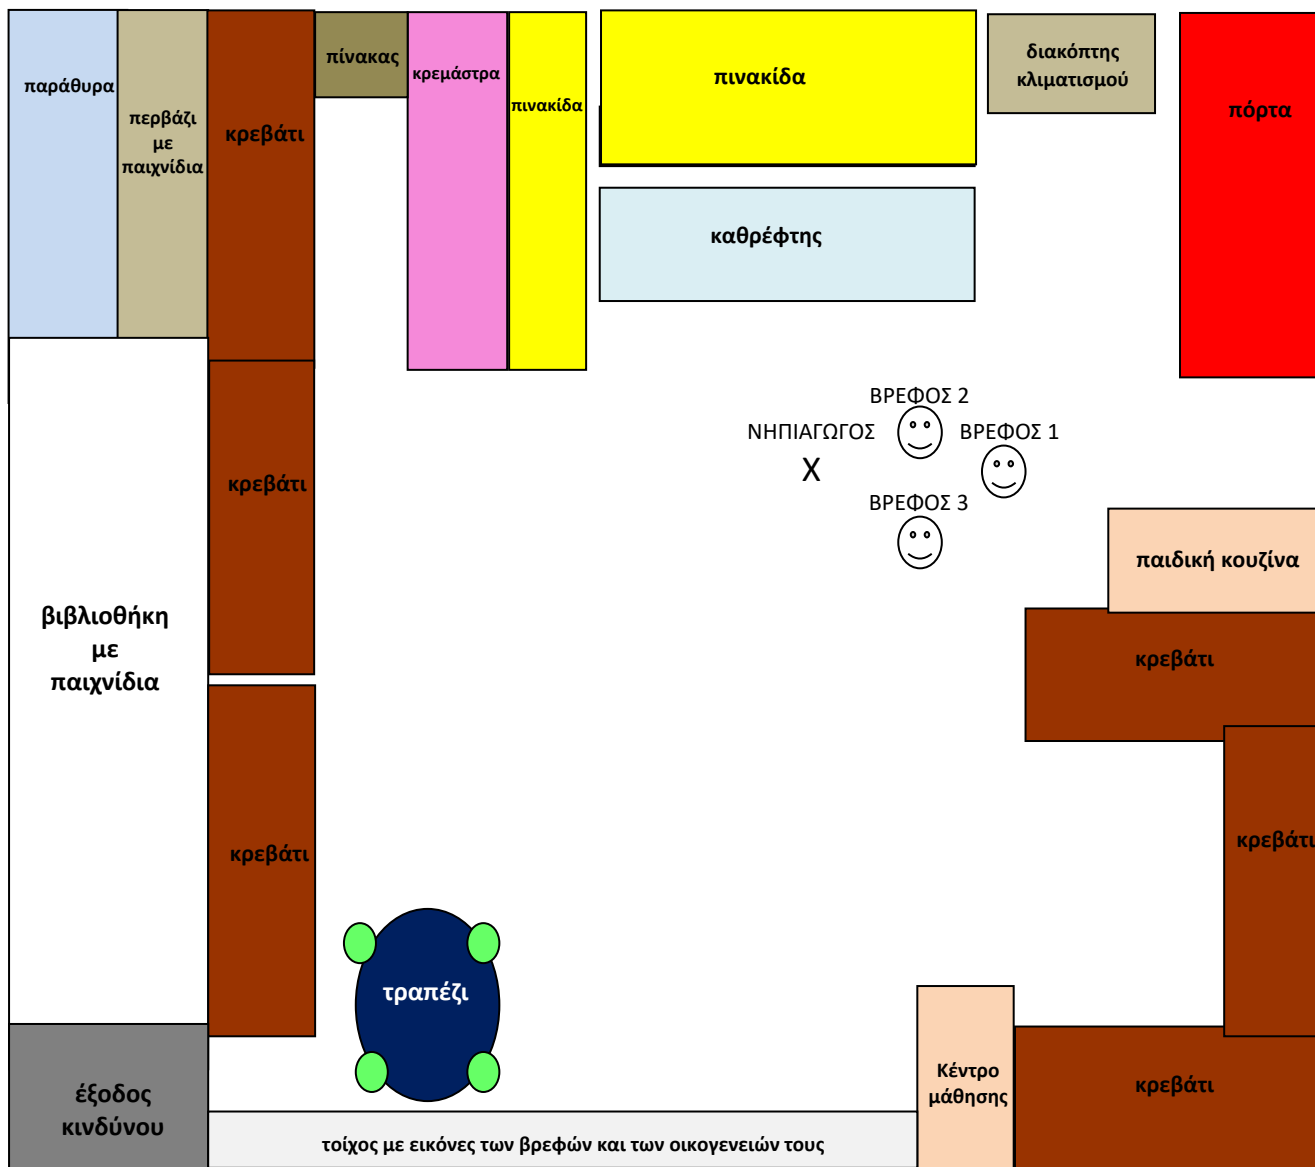 παράθυρα
περβάζι
με
παιχνίδια
κρεβάτι
πίνακας
κρεμάστρα
πινακίδα
πινακίδα
διακόπτης
κλιματισμού
πόρτα
καθρέφτης
ΒΡΕΦΟΣ 2
ΝΗΠΙΑΓΩΓΟΣ
ΒΡΕΦΟΣ 1
X
ΒΡΕΦΟΣ 3
κρεβάτι
παιδική κουζίνα
βιβλιοθήκη
με
παιχνίδια
κρεβάτι
κρεβάτι
κρεβάτι
τραπέζι
Κέντρο
μάθησης
κρεβάτι
έξοδος
κινδύνου
τοίχος με εικόνες των βρεφών και των οικογενειών τους